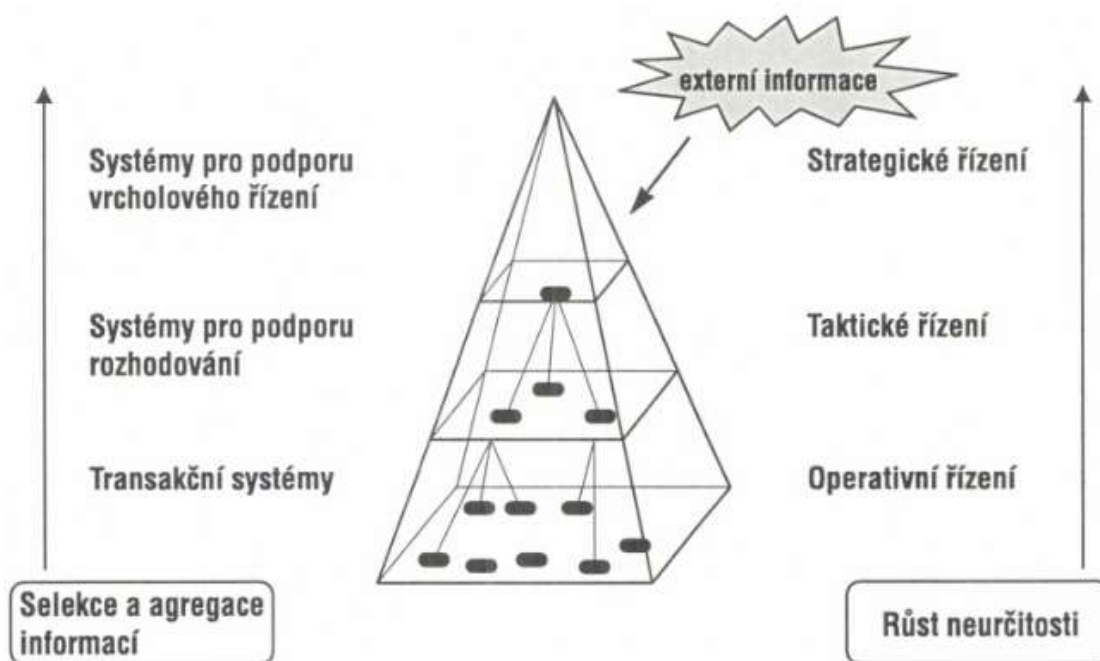 externí informace
Systémy pro podporu
vrcholového řízení
Strategické řízení
Systémy pro podporu
rozhodování
Taktické řízení
Transakční systémy
Operativní řízení
Selekce a agregace
informací
Růst neurčitosti